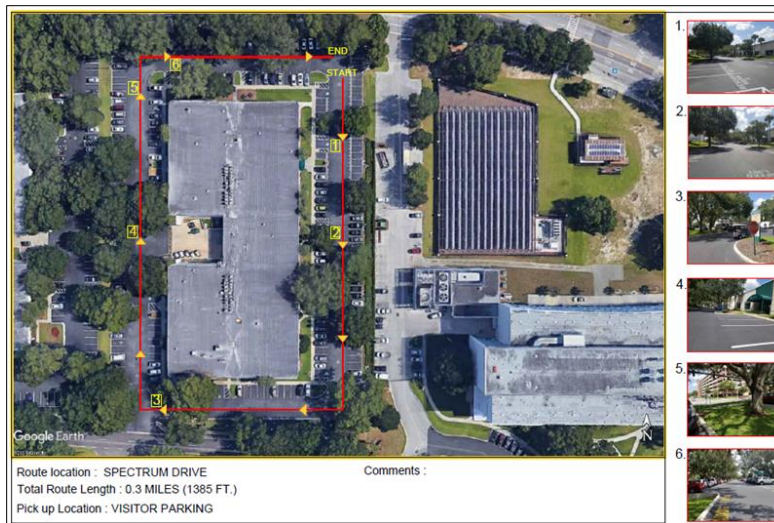 END
START
1
2
3
4
5
6
Google Earth
N
1.
2.
3.
4.
5.
6.
Route location : SPECTRUM DRIVE
Comments :
Total Route Length : 0.3 MILES (1385 FT.)
Pick up Location : VISITOR PARKING